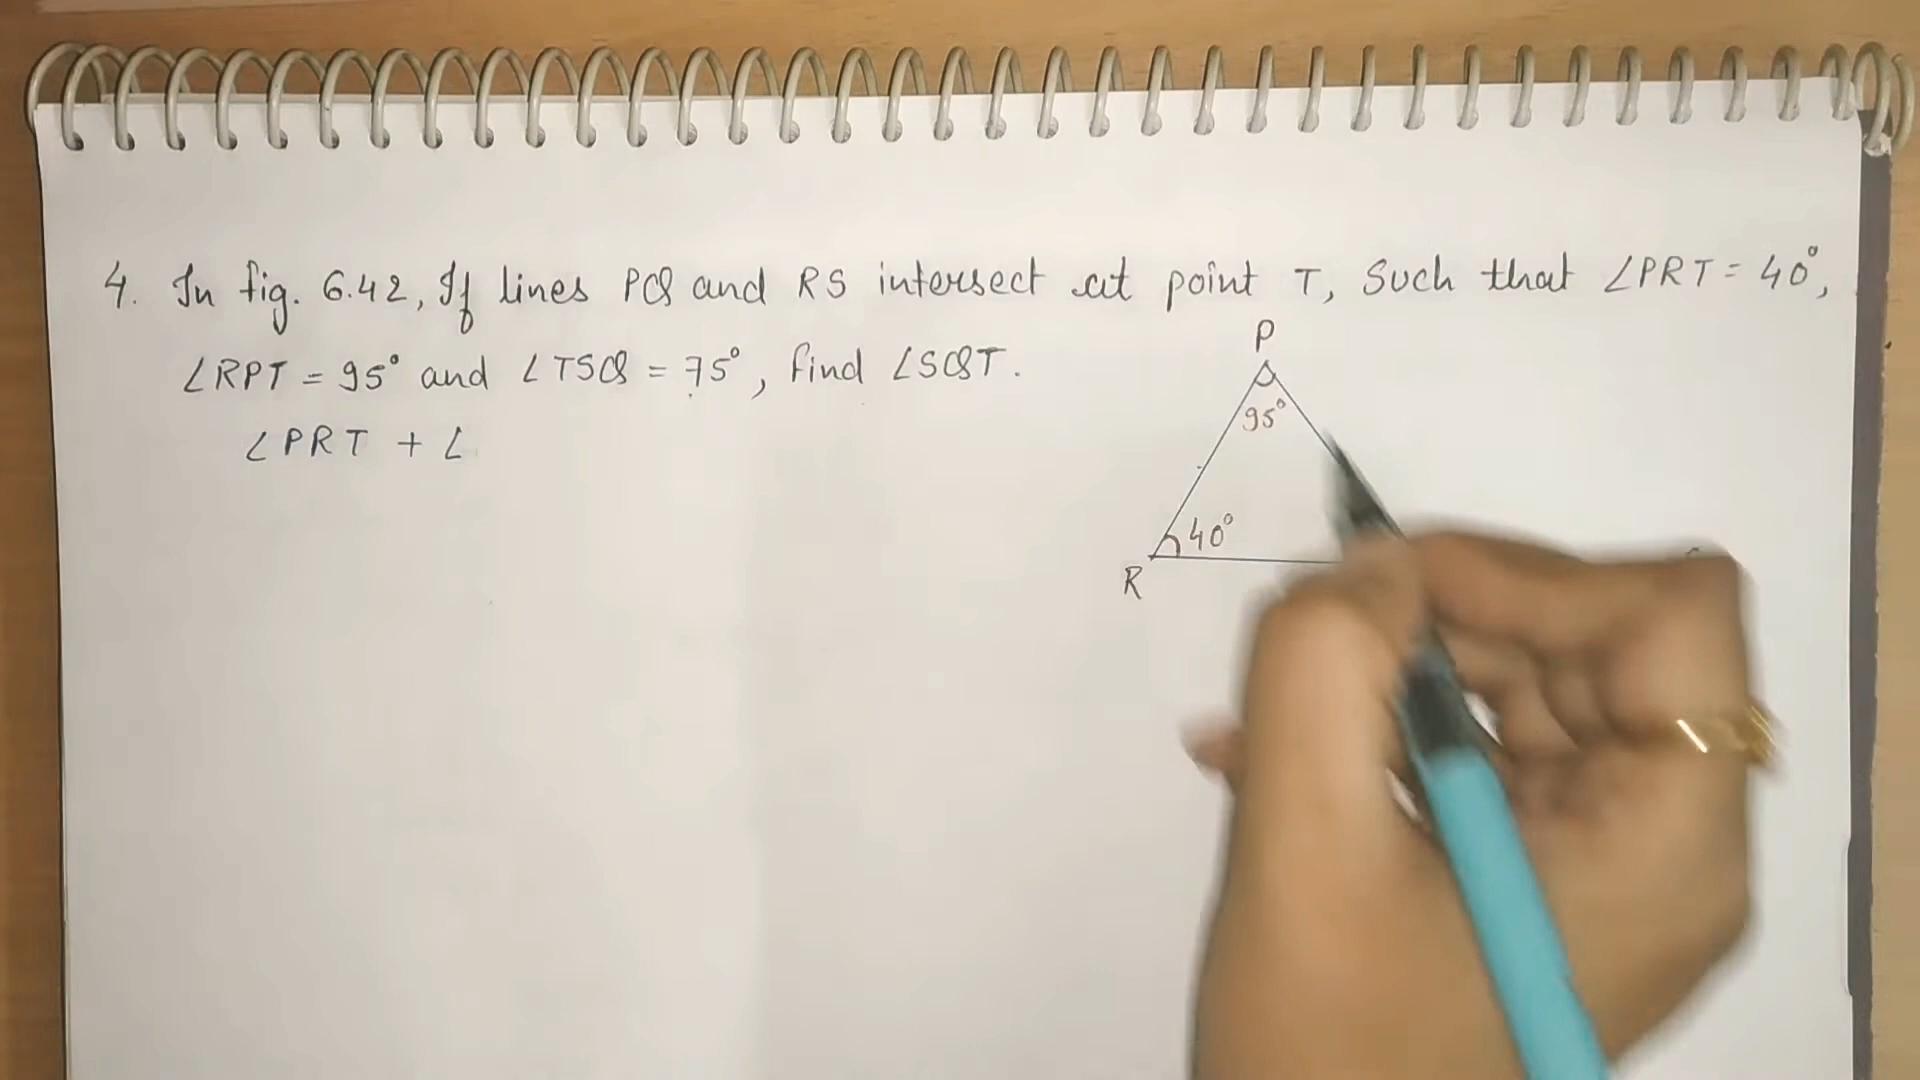 4. In fig. 6.42, If lines PQ and RS intersect at point T, Such that ∠PRT = 40°,
∠RPT = 95° and ∠TSQ = 75°, find ∠SQT.
∠PRT + ∠
P
95°
40°
R